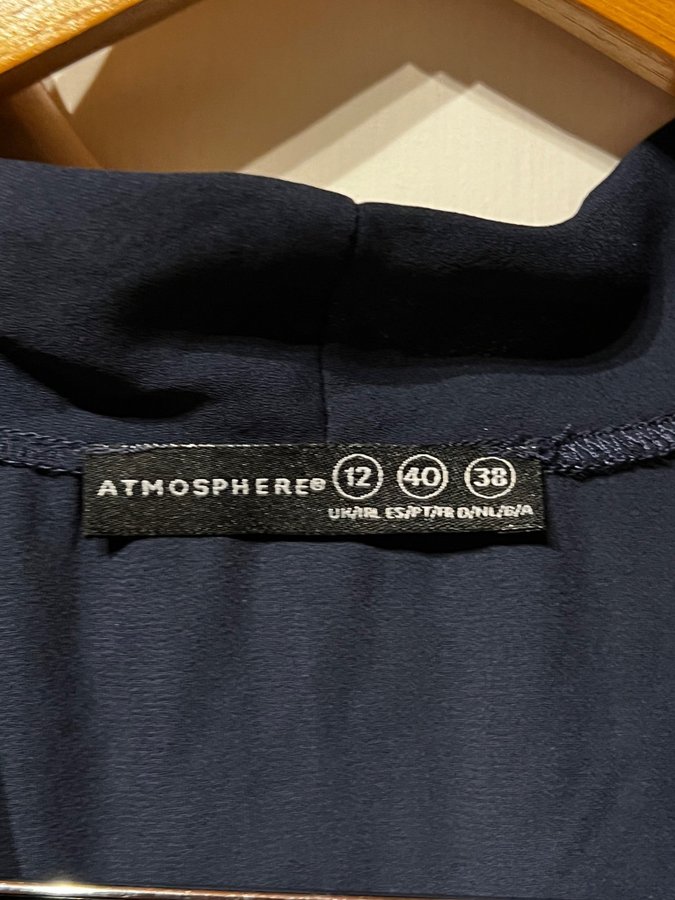 ATMOSPHERE® 12 40 38
UK/IRL ES/PT/FR D/NL/B/A